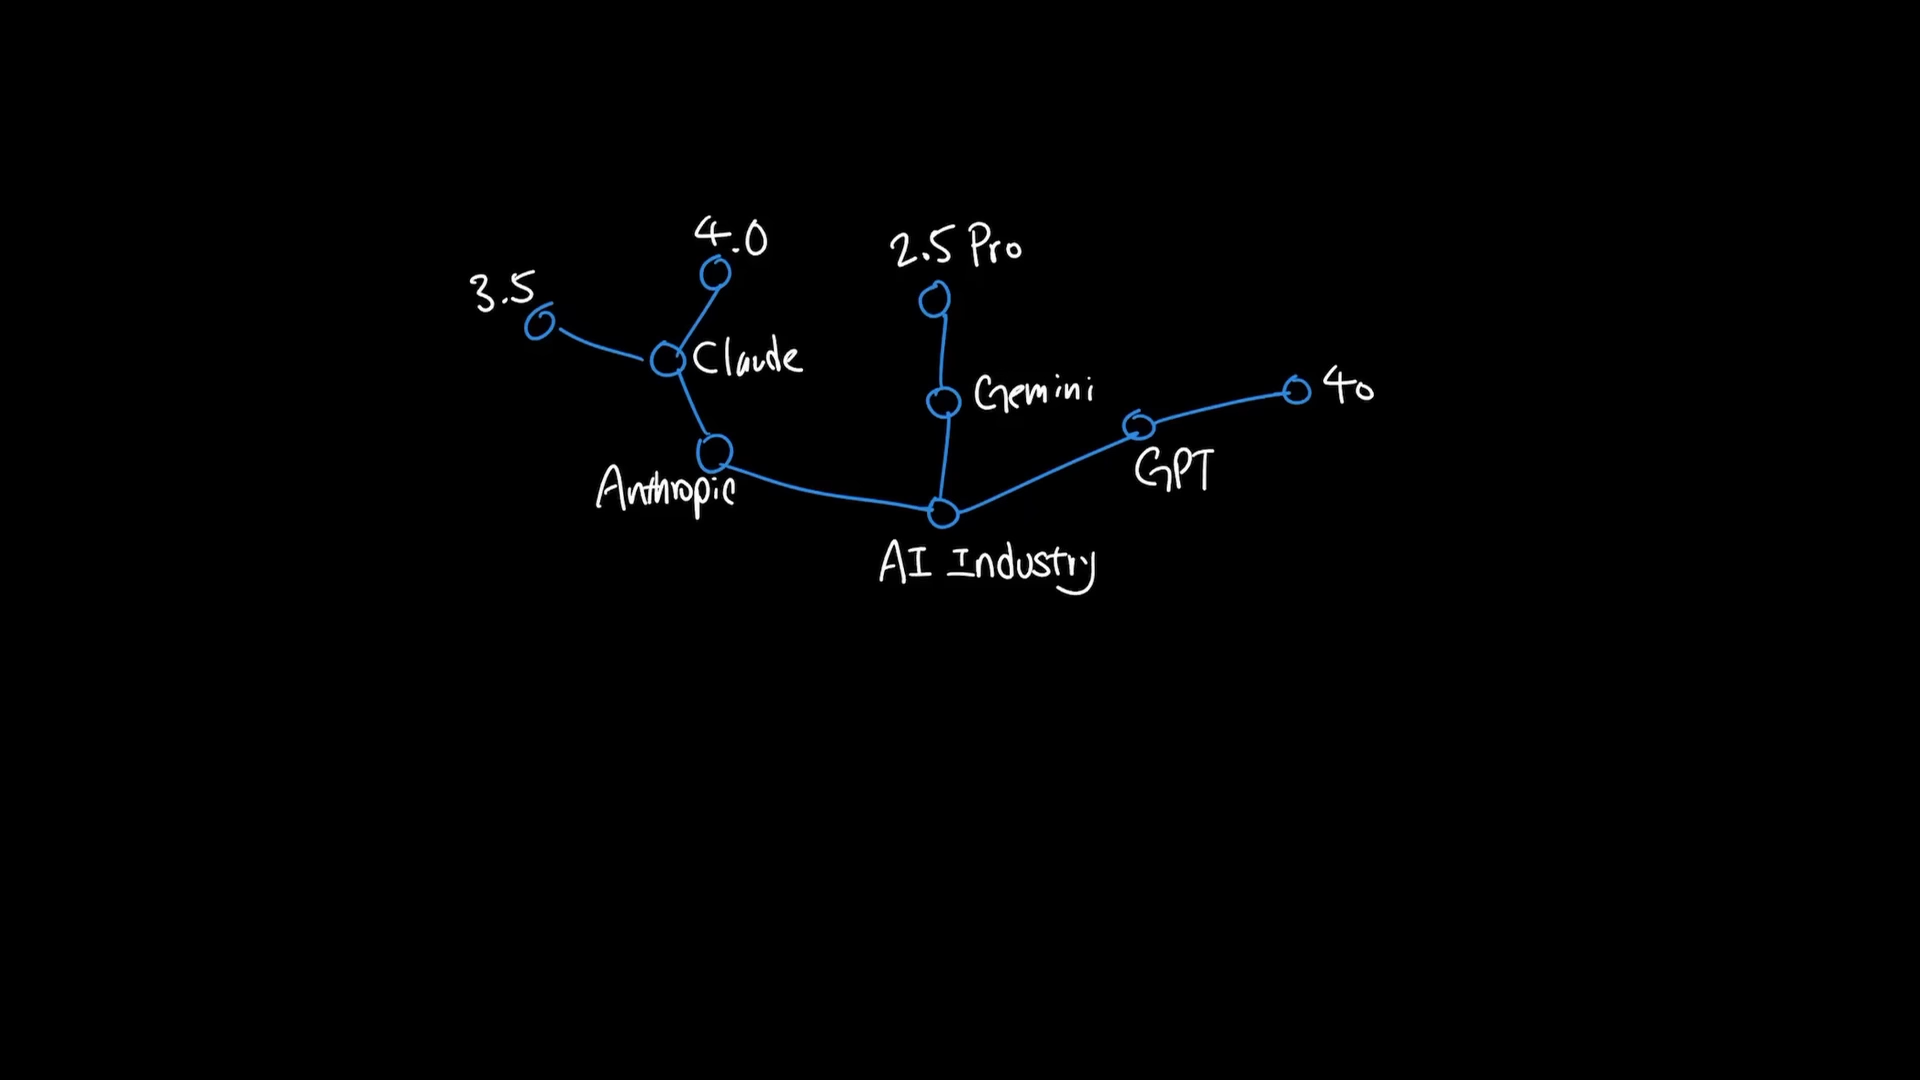 4.0
2.5 Pro
3.5
Claude
Gemini
4o
GPT
Anthropic
AI Industry